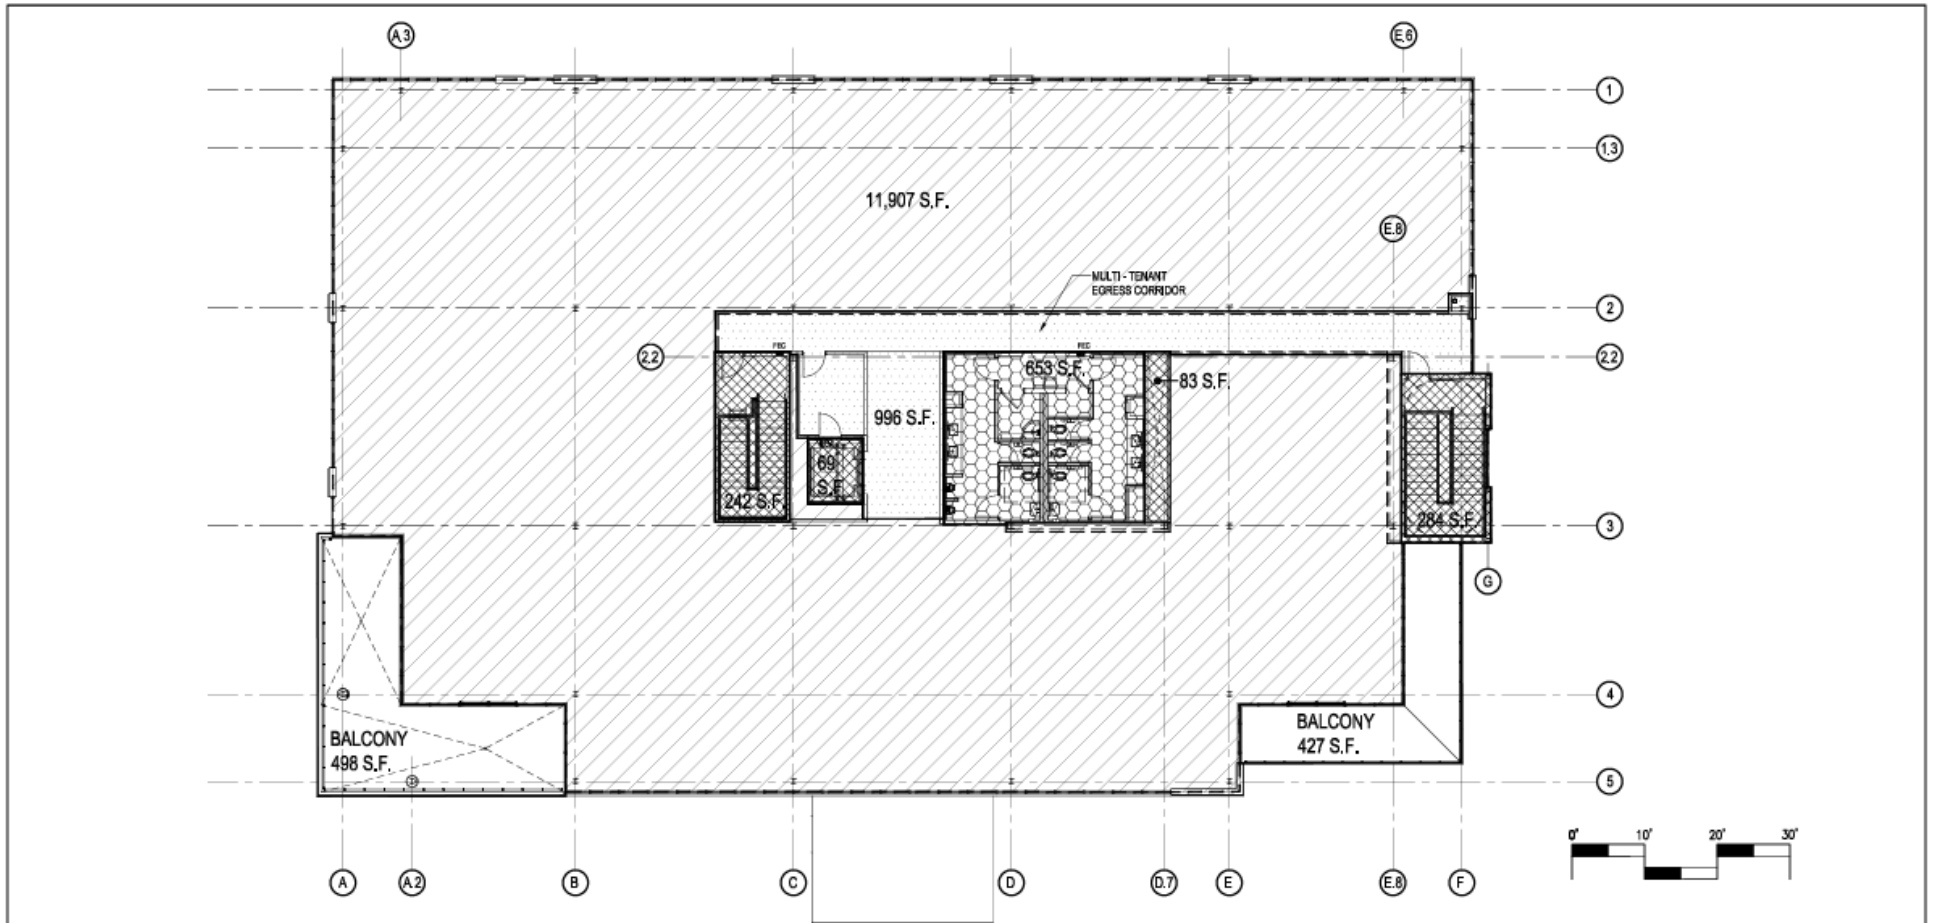 A.3
E.6
1
1.3
11,907 S.F.
E.8
MULTI - TENANT
EGRESS CORRIDOR
2
2.2
FEC
FEC
2.2
653 S.F.
83 S.F.
996 S.F.
69
S.F.
242 S.F.
284 S.F.
3
G
4
BALCONY
498 S.F.
BALCONY
427 S.F.
5
0' 10' 20' 30'
A A.2 B C D D.7 E E.8 F